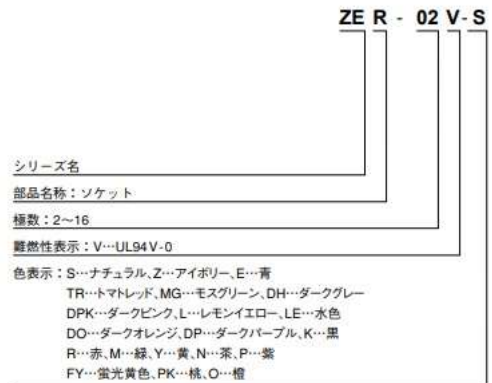 ZE R - 02 V - S
シリーズ名
部品名称：ソケット
極数：2～16
難燃性表示：V…UL94V-0
色表示：S…ナチュラル、Z…アイボリー、E…青
TR…トマトレッド、MG…モスグリーン、DH…ダークグレー
DPK…ダークピンク、L…レモンイエロー、LE…水色
DO…ダークオレンジ、DP…ダークパープル、K…黒
R…赤、M…緑、Y…黄、N…茶、P…紫
FY…蛍光黄色、PK…桃、O…橙